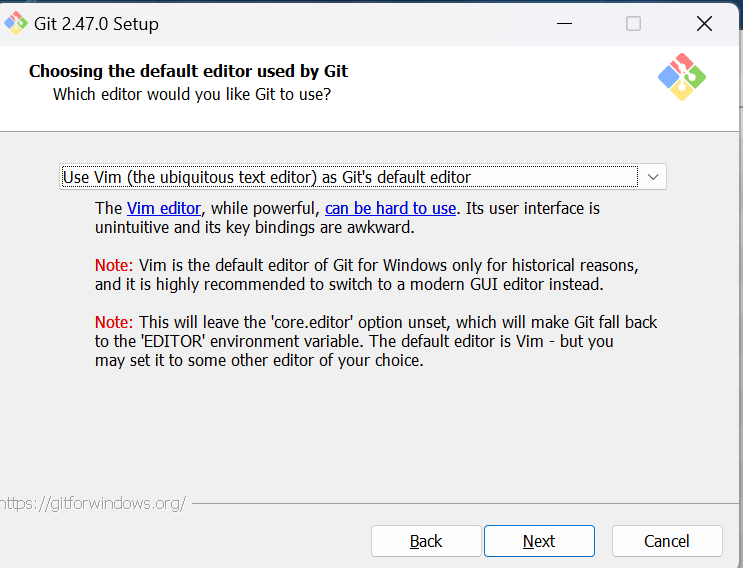 Git 2.47.0 Setup
Choosing the default editor used by Git
Which editor would you like Git to use?
Use Vim (the ubiquitous text editor) as Git's default editor
The Vim editor, while powerful, can be hard to use. Its user interface is
unintuitive and its key bindings are awkward.
Note: Vim is the default editor of Git for Windows only for historical reasons,
and it is highly recommended to switch to a modern GUI editor instead.
Note: This will leave the 'core.editor' option unset, which will make Git fall back
to the 'EDITOR' environment variable. The default editor is Vim - but you
may set it to some other editor of your choice.
https://gitforwindows.org/
Back Next Cancel